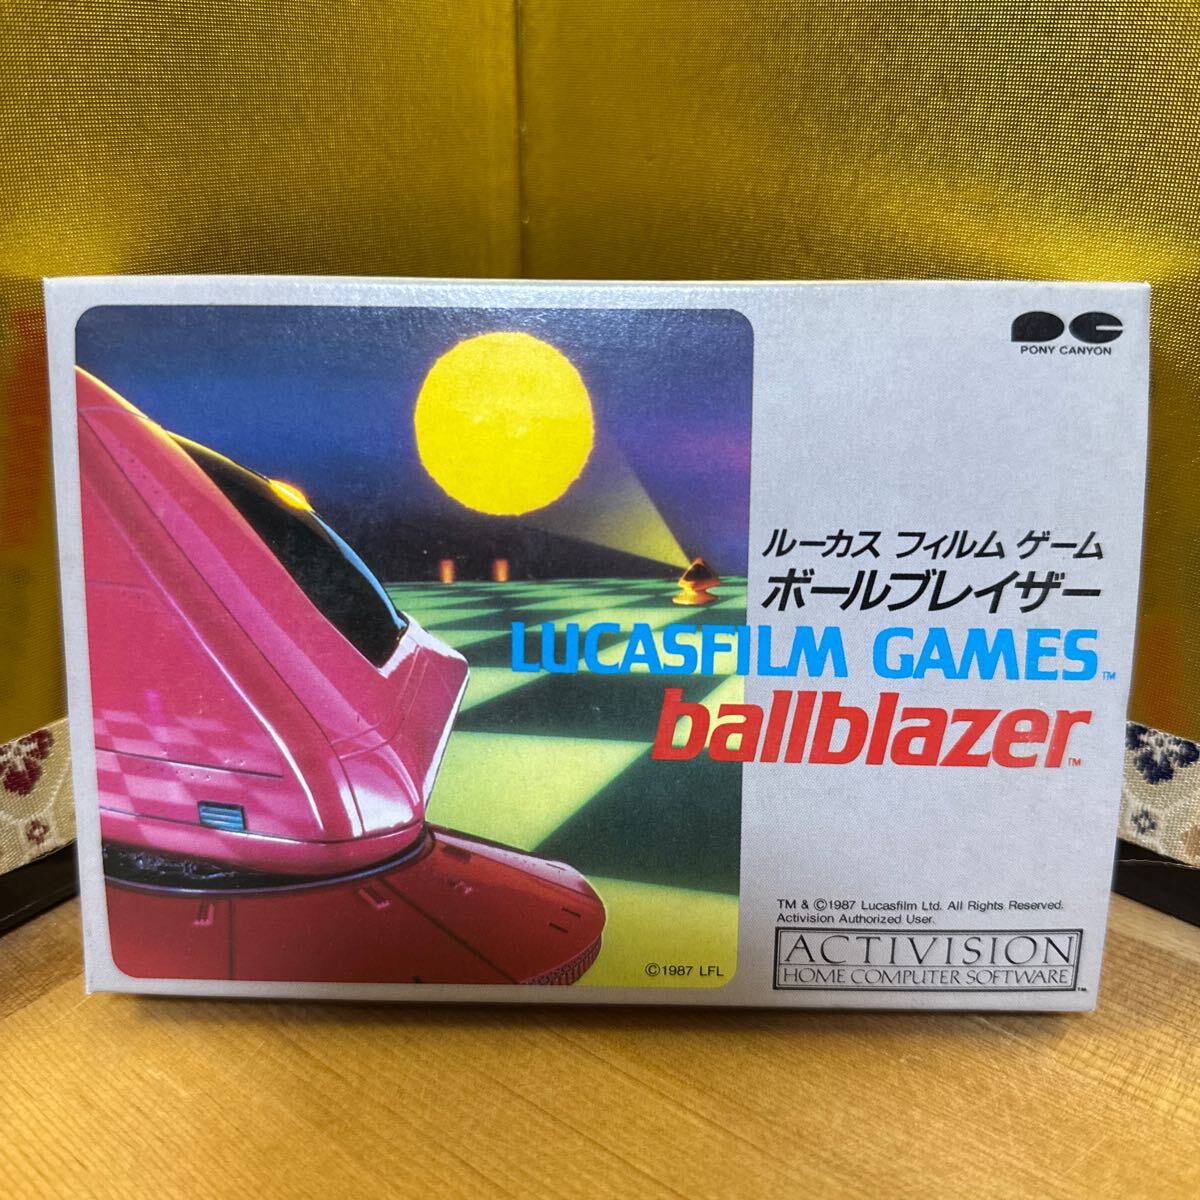 PONY CANYON
ルーカス フィルム ゲーム
ボールブレイザー
LUCASFILM GAMES™
ballblazer™
TM & ©1987 Lucasfilm Ltd. All Rights Reserved.
Activision Authorized User.
ACTIVISION
HOME COMPUTER SOFTWARE™
©1987 LFL